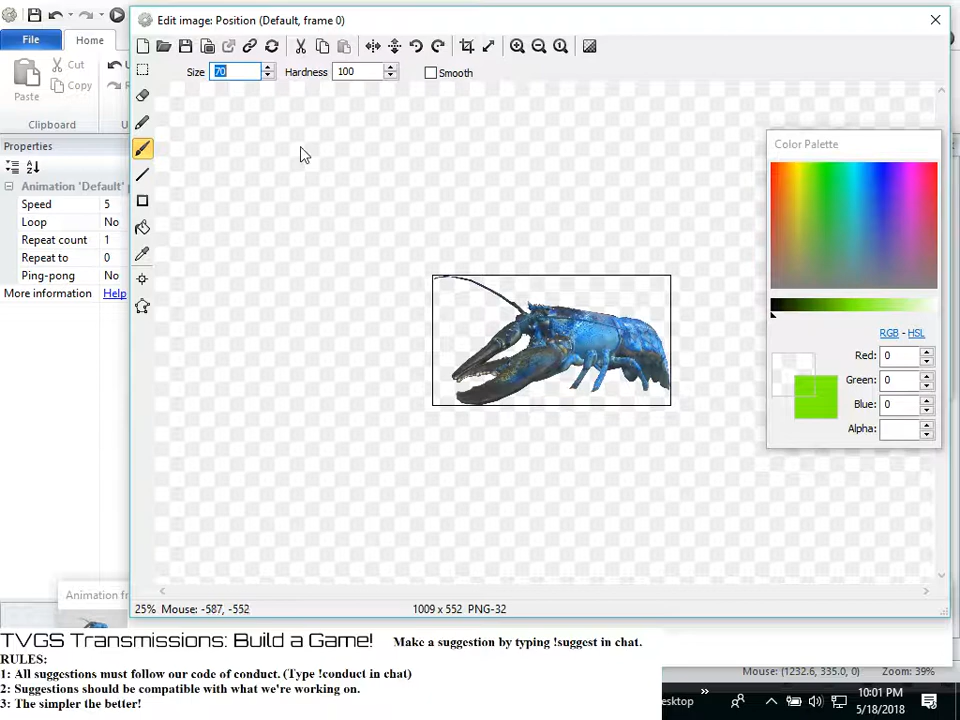 Edit image: Position (Default, frame 0)
File
Home
Cut
Copy
Paste
Clipboard
Size 70 Hardness 100 Smooth
Properties
Animation 'Default'
Speed 5
Loop No
Repeat count 1
Repeat to 0
Ping-pong No
More information Help
Color Palette
RGB - HSL
Red: 0
Green: 0
Blue: 0
Alpha:
Animation fr
25% Mouse: -587, -552 1009 x 552 PNG-32
TVGS Transmissions: Build a Game! Make a suggestion by typing !suggest in chat.
RULES:
1: All suggestions must follow our code of conduct. (Type !conduct in chat)
2: Suggestions should be compatible with what we're working on.
3: The simpler the better!
Mouse: (1232.6, 335.0, 0) Zoom: 39%
esktop
10:01 PM
5/18/2018